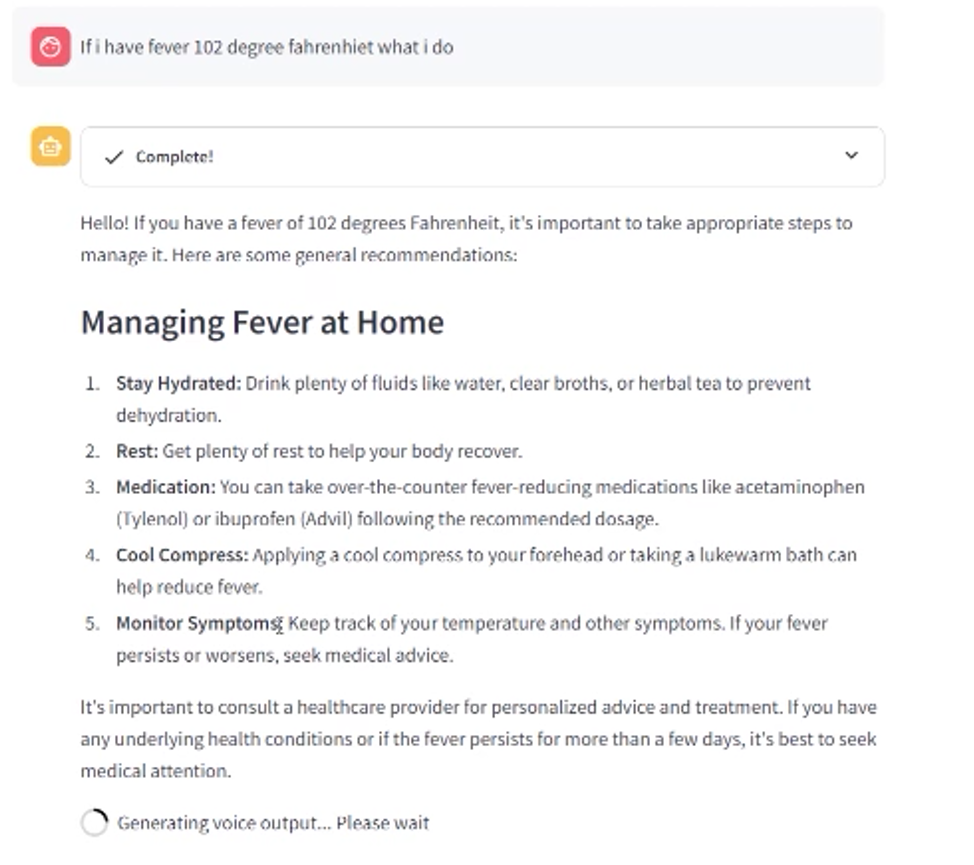 If i have fever 102 degree fahrenhiet what i do
Complete!
Hello! If you have a fever of 102 degrees Fahrenheit, it's important to take appropriate steps to
manage it. Here are some general recommendations:
Managing Fever at Home
1. Stay Hydrated: Drink plenty of fluids like water, clear broths, or herbal tea to prevent
dehydration.
2. Rest: Get plenty of rest to help your body recover.
3. Medication: You can take over-the-counter fever-reducing medications like acetaminophen
(Tylenol) or ibuprofen (Advil) following the recommended dosage.
4. Cool Compress: Applying a cool compress to your forehead or taking a lukewarm bath can
help reduce fever.
5. Monitor Symptoms: Keep track of your temperature and other symptoms. If your fever
persists or worsens, seek medical advice.
It's important to consult a healthcare provider for personalized advice and treatment. If you have
any underlying health conditions or if the fever persists for more than a few days, it's best to seek
medical attention.
Generating voice output... Please wait